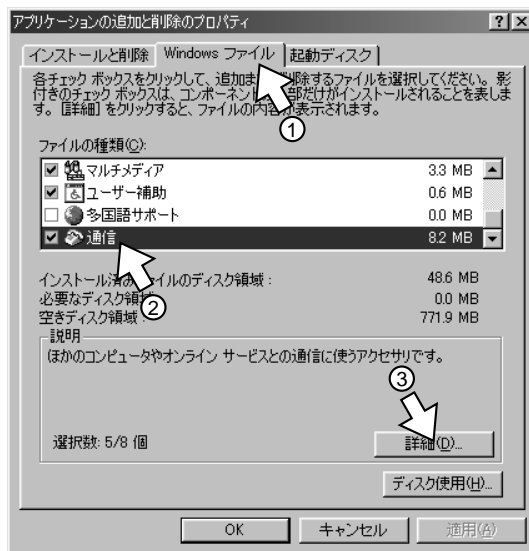 アプリケーションの追加と削除のプロパティ
インストールと削除 Windows ファイル 起動ディスク
各チェック ボックスをクリックして、追加ま 削除するファイルを選択してください。影
付きのチェック ボックスは、コンポーネント 部だけがインストールされることを表しま
す。[詳細] をクリックすると、ファイルの内容が表示されます。
①
ファイルの種類(C):
マルチメディア 3.3 MB
ユーザー補助 0.6 MB
多国語サポート 0.0 MB
通信 8.2 MB
②
インストール済み ファイルのディスク領域 : 48.6 MB
必要なディスク領域 0.0 MB
空きディスク領域 : 771.9 MB
説明
ほかのコンピュータやオンライン サービスとの通信に使うアクセサリです。
③
選択数: 5/8 個 詳細(D)...
ディスク使用(H)...
OK キャンセル 適用(A)